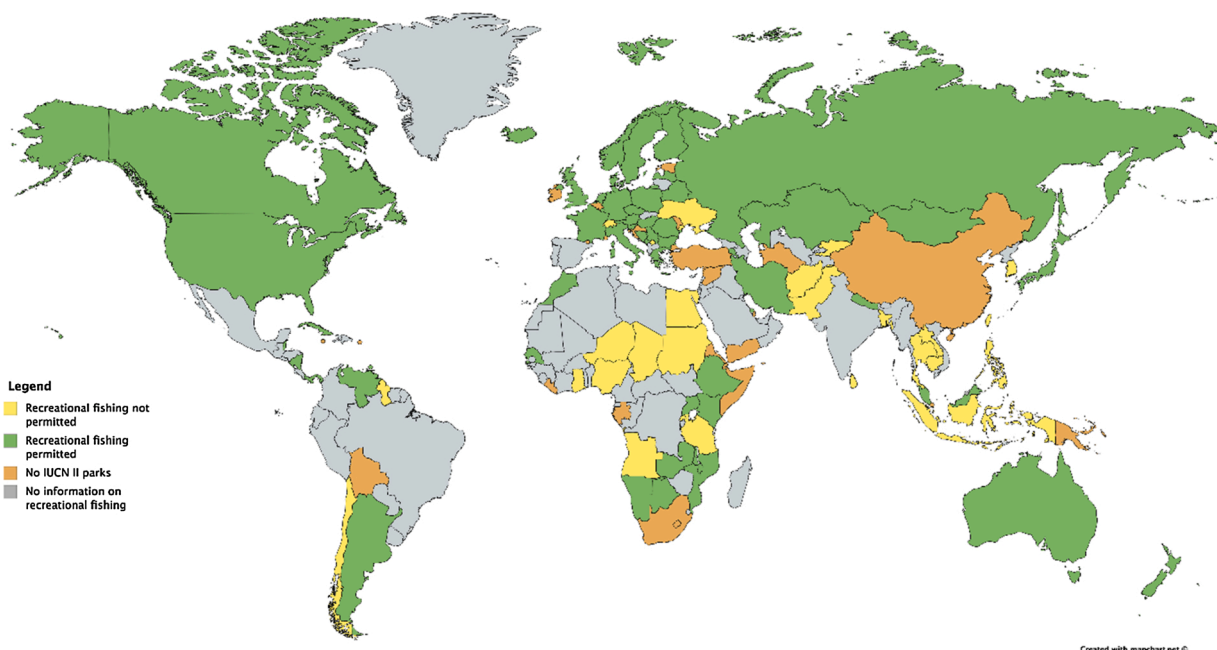 Legend
Recreational fishing not
permitted
Recreational fishing
permitted
No IUCN II parks
No information on
recreational fishing
Created with mapchart.net ©